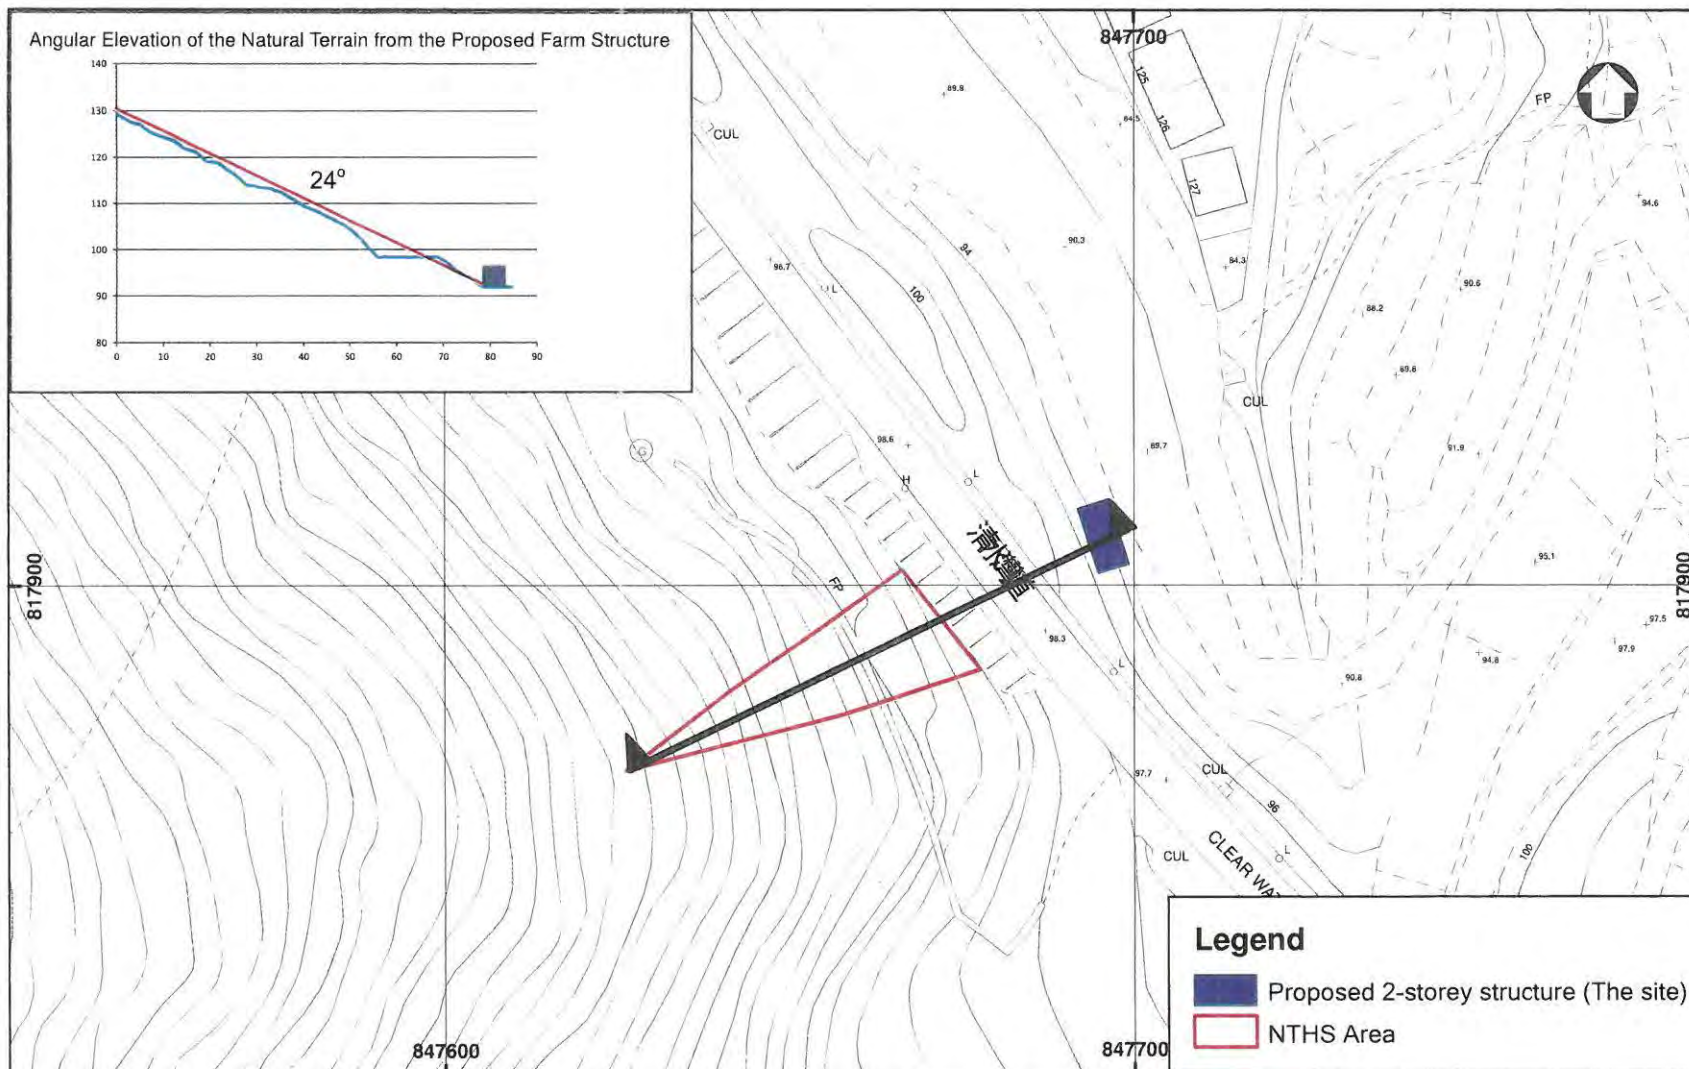 Angular Elevation of the Natural Terrain from the Proposed Farm Structure
140
130
120
110
100
90
80
0 10 20 30 40 50 60 70 80 90
24°
847700
125
126
127
89.8
84.5
FP
CUL
94.6
90.3
94
84.3
96.7
L
100
90.6
88.2
89.8
CUL
98.6
H
L
89.7
91.9
G
清水灣道
95.1
817900
817900
FP
98.3
97.5
97.9
94.8
L
90.8
97.7
CUL
96
CUL
L
CLEAR WA
100
847600
847700
Legend
Proposed 2-storey structure (The site)
NTHS Area